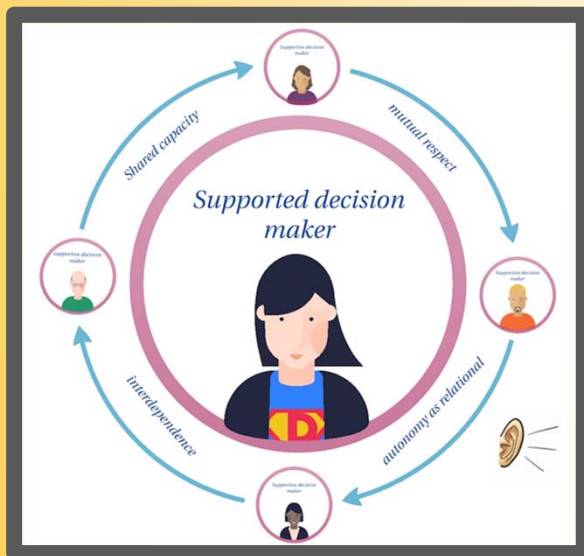 Supportive decision
maker
Shared capacity
mutual respect
Supported decision
maker
supportive decision
maker
Supportive decision
maker
D
interdependence
autonomy as relational
Supportive decision
maker